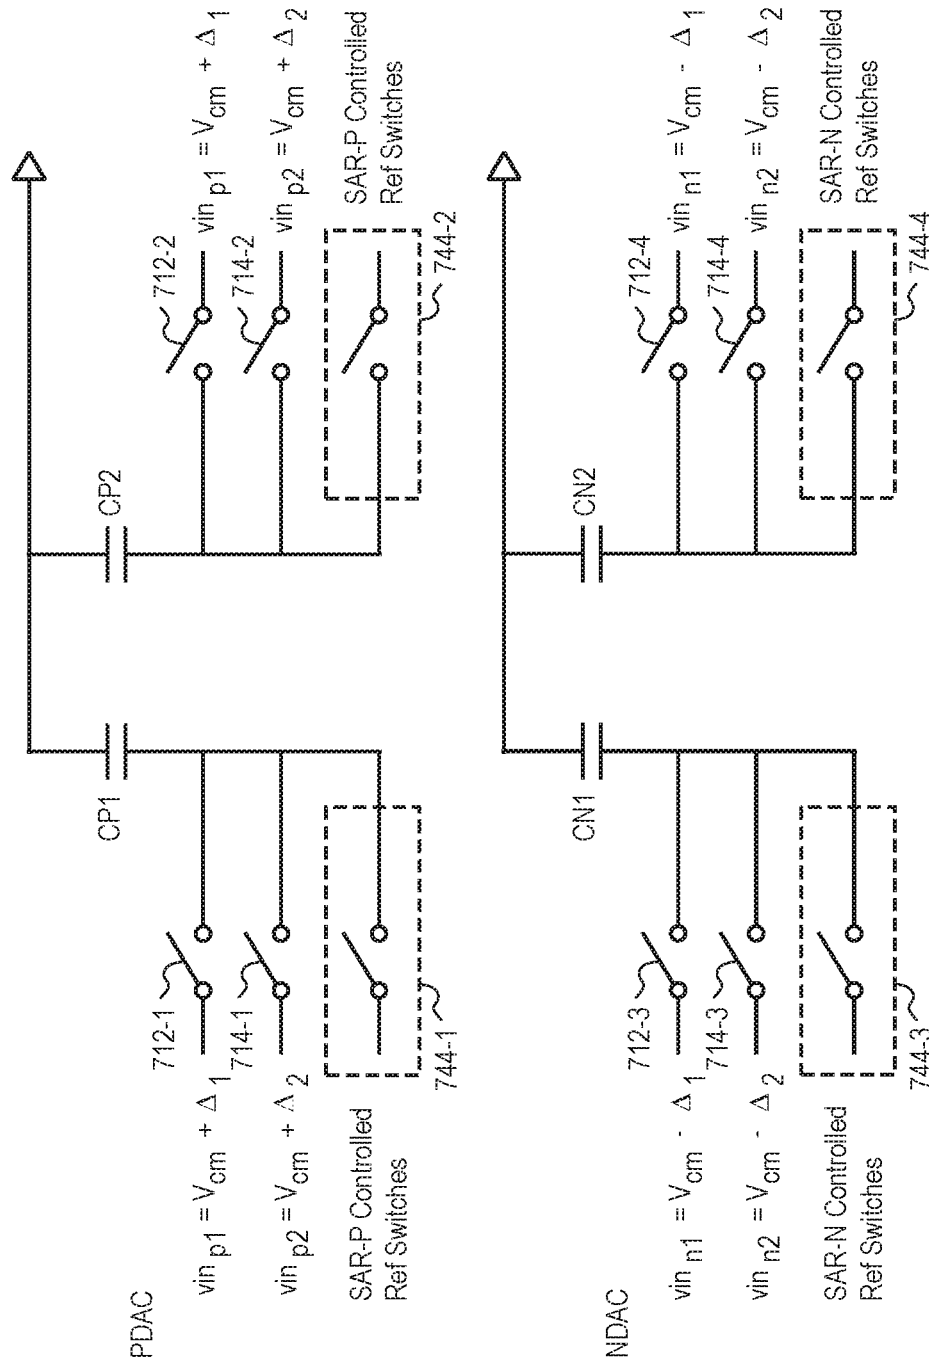 PDAC
CP1
CP2
712-1
vin p1 = Vcm + Δ 1
714-1
vin p2 = Vcm + Δ 2
SAR-P Controlled
Ref Switches
744-1
712-2
vin p1 = Vcm + Δ 1
714-2
vin p2 = Vcm + Δ 2
SAR-P Controlled
Ref Switches
744-2
NDAC
CN1
CN2
712-3
vin n1 = Vcm - Δ 1
714-3
vin n2 = Vcm - Δ 2
SAR-N Controlled
Ref Switches
744-3
712-4
vin n1 = Vcm - Δ 1
714-4
vin n2 = Vcm - Δ 2
SAR-N Controlled
Ref Switches
744-4